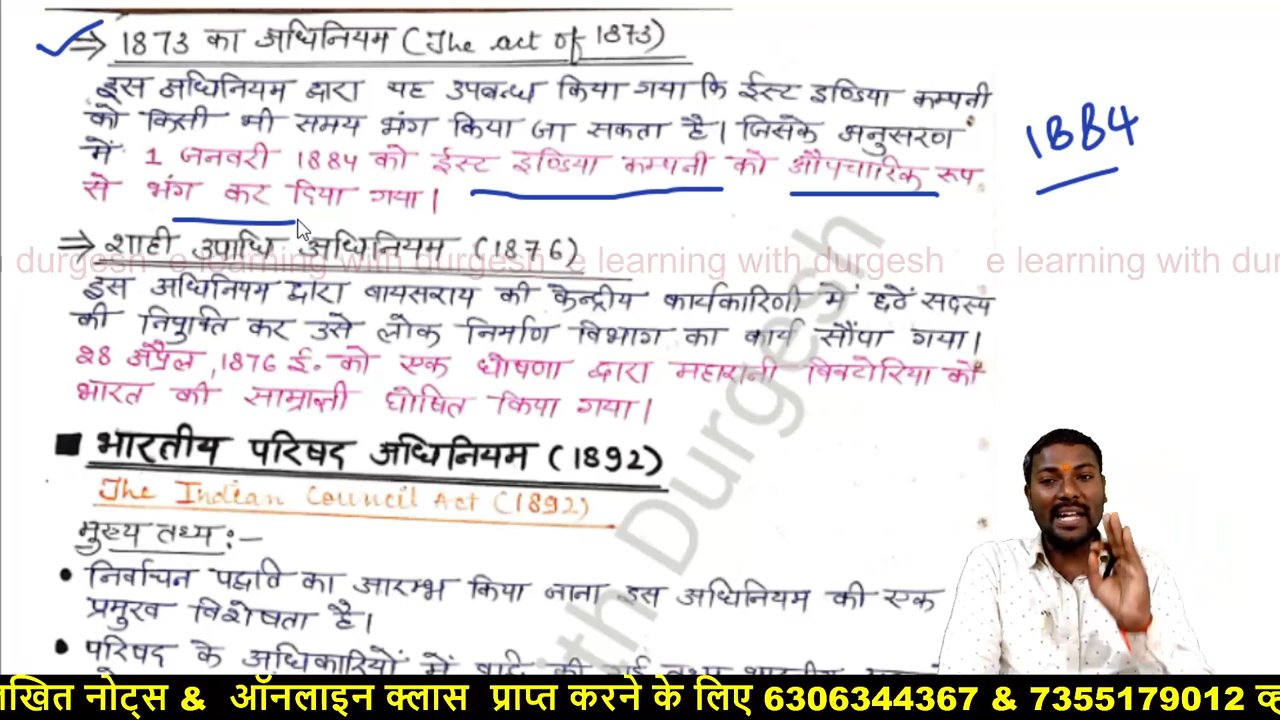 ⇒ 1873 का अधिनियम (The act of 1873)
इस अधिनियम द्वारा यह उपबन्ध किया गया कि ईस्ट इण्डिया कम्पनी
को किसी भी समय भंग किया जा सकता है। जिसके अनुसरण
में 1 जनवरी 1884 को ईस्ट इण्डिया कम्पनी को औपचारिक रूप
से भंग कर दिया गया।
1884
⇒ शाही उपाधि अधिनियम (1876)
durgesh e learning with durgesh e learning with dur
इस अधिनियम द्वारा वायसराय की केन्द्रीय कार्यकारिणी में छठें सदस्य
की नियुक्ति कर उसे लोक निर्माण विभाग का कार्य सौंपा गया।
28 अप्रैल, 1876 ई. को एक घोषणा द्वारा महारानी विक्टोरिया को
भारत की साम्राज्ञी घोषित किया गया।
■ भारतीय परिषद अधिनियम (1892)
The Indian Council Act (1892)
मुख्य तथ्य:-
• निर्वाचन पद्धति का आरम्भ किया जाना इस अधिनियम की एक
प्रमुख विशेषता है।
• परिषद के अधिकारियों में
ith Durgesh
लिखित नोट्स & ऑनलाइन क्लास प्राप्त करने के लिए 6306344367 & 7355179012